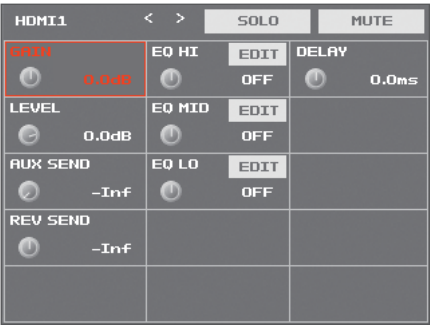 HDMI1 < > SOLO MUTE
GAIN EQ HI EDIT DELAY
0.0dB OFF 0.0ms
LEVEL EQ MID EDIT
0.0dB OFF
AUX SEND EQ LO EDIT
-Inf OFF
REV SEND
-Inf